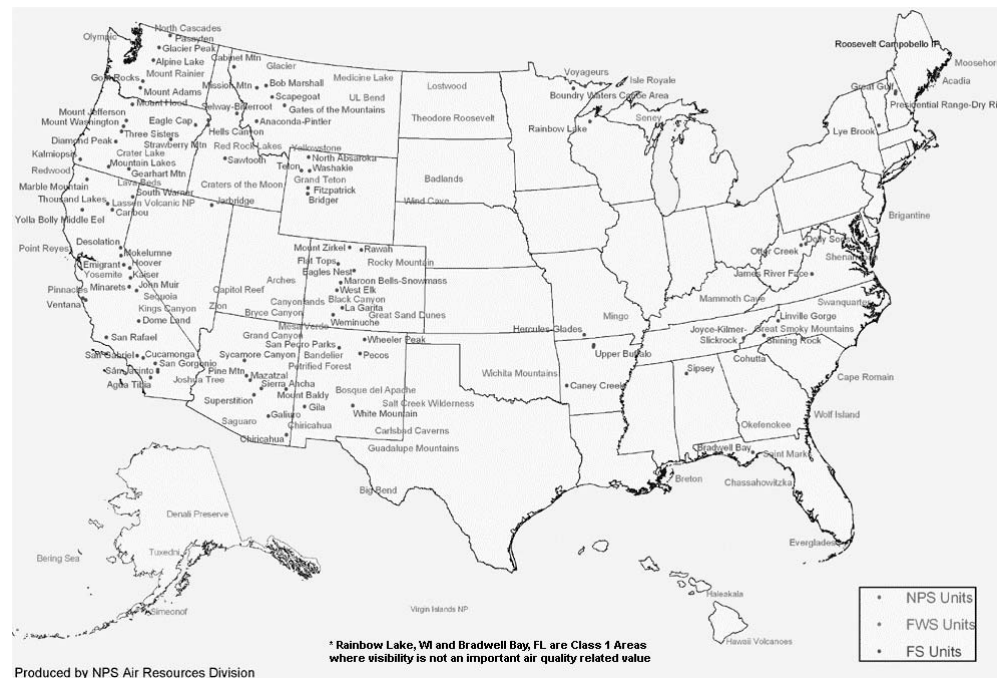 North Cascades
Pasayten
Olympic
Glacier Peak
Alpine Lake
Cabinet Mtn
Glacier
Goat Rocks
Mount Rainier
Medicine Lake
Mission Mtn
Bob Marshall
Mount Adams
Scapegoat
UL Bend
Mount Hood
Selway-Bitterroot
Gates of the Mountains
Mount Jefferson
Mount Washington
Eagle Cap
Anaconda-Pintler
Three Sisters
Hells Canyon
Diamond Peak
Strawberry Mtn
Red Rock Lakes
Yellowstone
Kalmiopsis
Crater Lake
Sawtooth
North Absaroka
Mountain Lakes
Teton
Washakie
Redwood
Gearhart Mtn
Grand Teton
Marble Mountain
Lava Beds
Craters of the Moon
Fitzpatrick
South Warner
Bridger
Thousand Lakes
Lassen Volcanic NP
Jarbridge
Caribou
Yolla Bolly Middle Eel
Point Reyes
Desolation
Mokelumne
Emigrant
Hoover
Yosemite
Kaiser
Pinnacles
Minarets
John Muir
Ventana
Sequoia
Kings Canyon
Dome Land
San Rafael
San Gabriel
Cucamonga
San Gorgonio
San Jacinto
Joshua Tree
Agua Tibia
Mount Zirkel
Rawah
Flat Tops
Rocky Mountain
Eagles Nest
Arches
Maroon Bells-Snowmass
Capitol Reef
West Elk
Canyonlands
Black Canyon
Zion
La Garita
Bryce Canyon
Great Sand Dunes
Weminuche
Mesa Verde
Grand Canyon
Wheeler Peak
San Pecro Parks
Sycamore Canyon
Bandelier
Pecos
Petrified Forest
Pine Mtn
Mazatzal
Sierra Ancha
Bosque del Apache
Superstition
Mount Baldy
Salt Creek Wilderness
Gila
White Mountain
Galiuro
Saguaro
Chiricahua
Carlsbad Caverns
Chiricahua
Guadalupe Mountains
Big Bend
Lostwood
Theodore Roosevelt
Badlands
Wind Cave
Voyageurs
Isle Royale
Boundry Waters Canoe Area
Seney
Rainbow Lake
Roosevelt Campobello IP
Moosehor
Acadia
Great Gulf
Presidential Range-Dry Ri
Lye Brook
Brigantine
Otter Creek
Dolly Sods
Shenandoah
James River Face
Mammoth Cave
Swanquarter
Mingo
Linville Gorge
Hercules-Glades
Joyce-Kilmer-
Slickrock
Great Smoky Mountains
Shining Rock
Upper Buffalo
Cohutta
Wichita Mountains
Sipsey
Caney Creek
Cape Romain
Wolf Island
Okefenokee
Bradwell Bay
Saint Marks
Breton
Chassahowitzka
Everglades
Denali Preserve
Bering Sea
Tuxedni
Simeonof
Virgin Islands NP
Haleakala
Hawaii Volcanoes
NPS Units
FWS Units
FS Units
* Rainbow Lake, WI and Bradwell Bay, FL are Class 1 Areas
where visibility is not an important air quality related value
Produced by NPS Air Resources Division